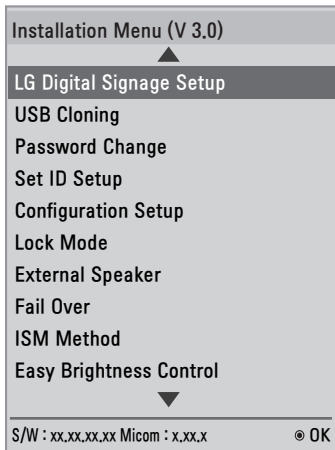 Installation Menu (V 3.0)
LG Digital Signage Setup
USB Cloning
Password Change
Set ID Setup
Configuration Setup
Lock Mode
External Speaker
Fail Over
ISM Method
Easy Brightness Control
S/W : xx.xx.xx.xx Micom : x.xx.x ◉ OK